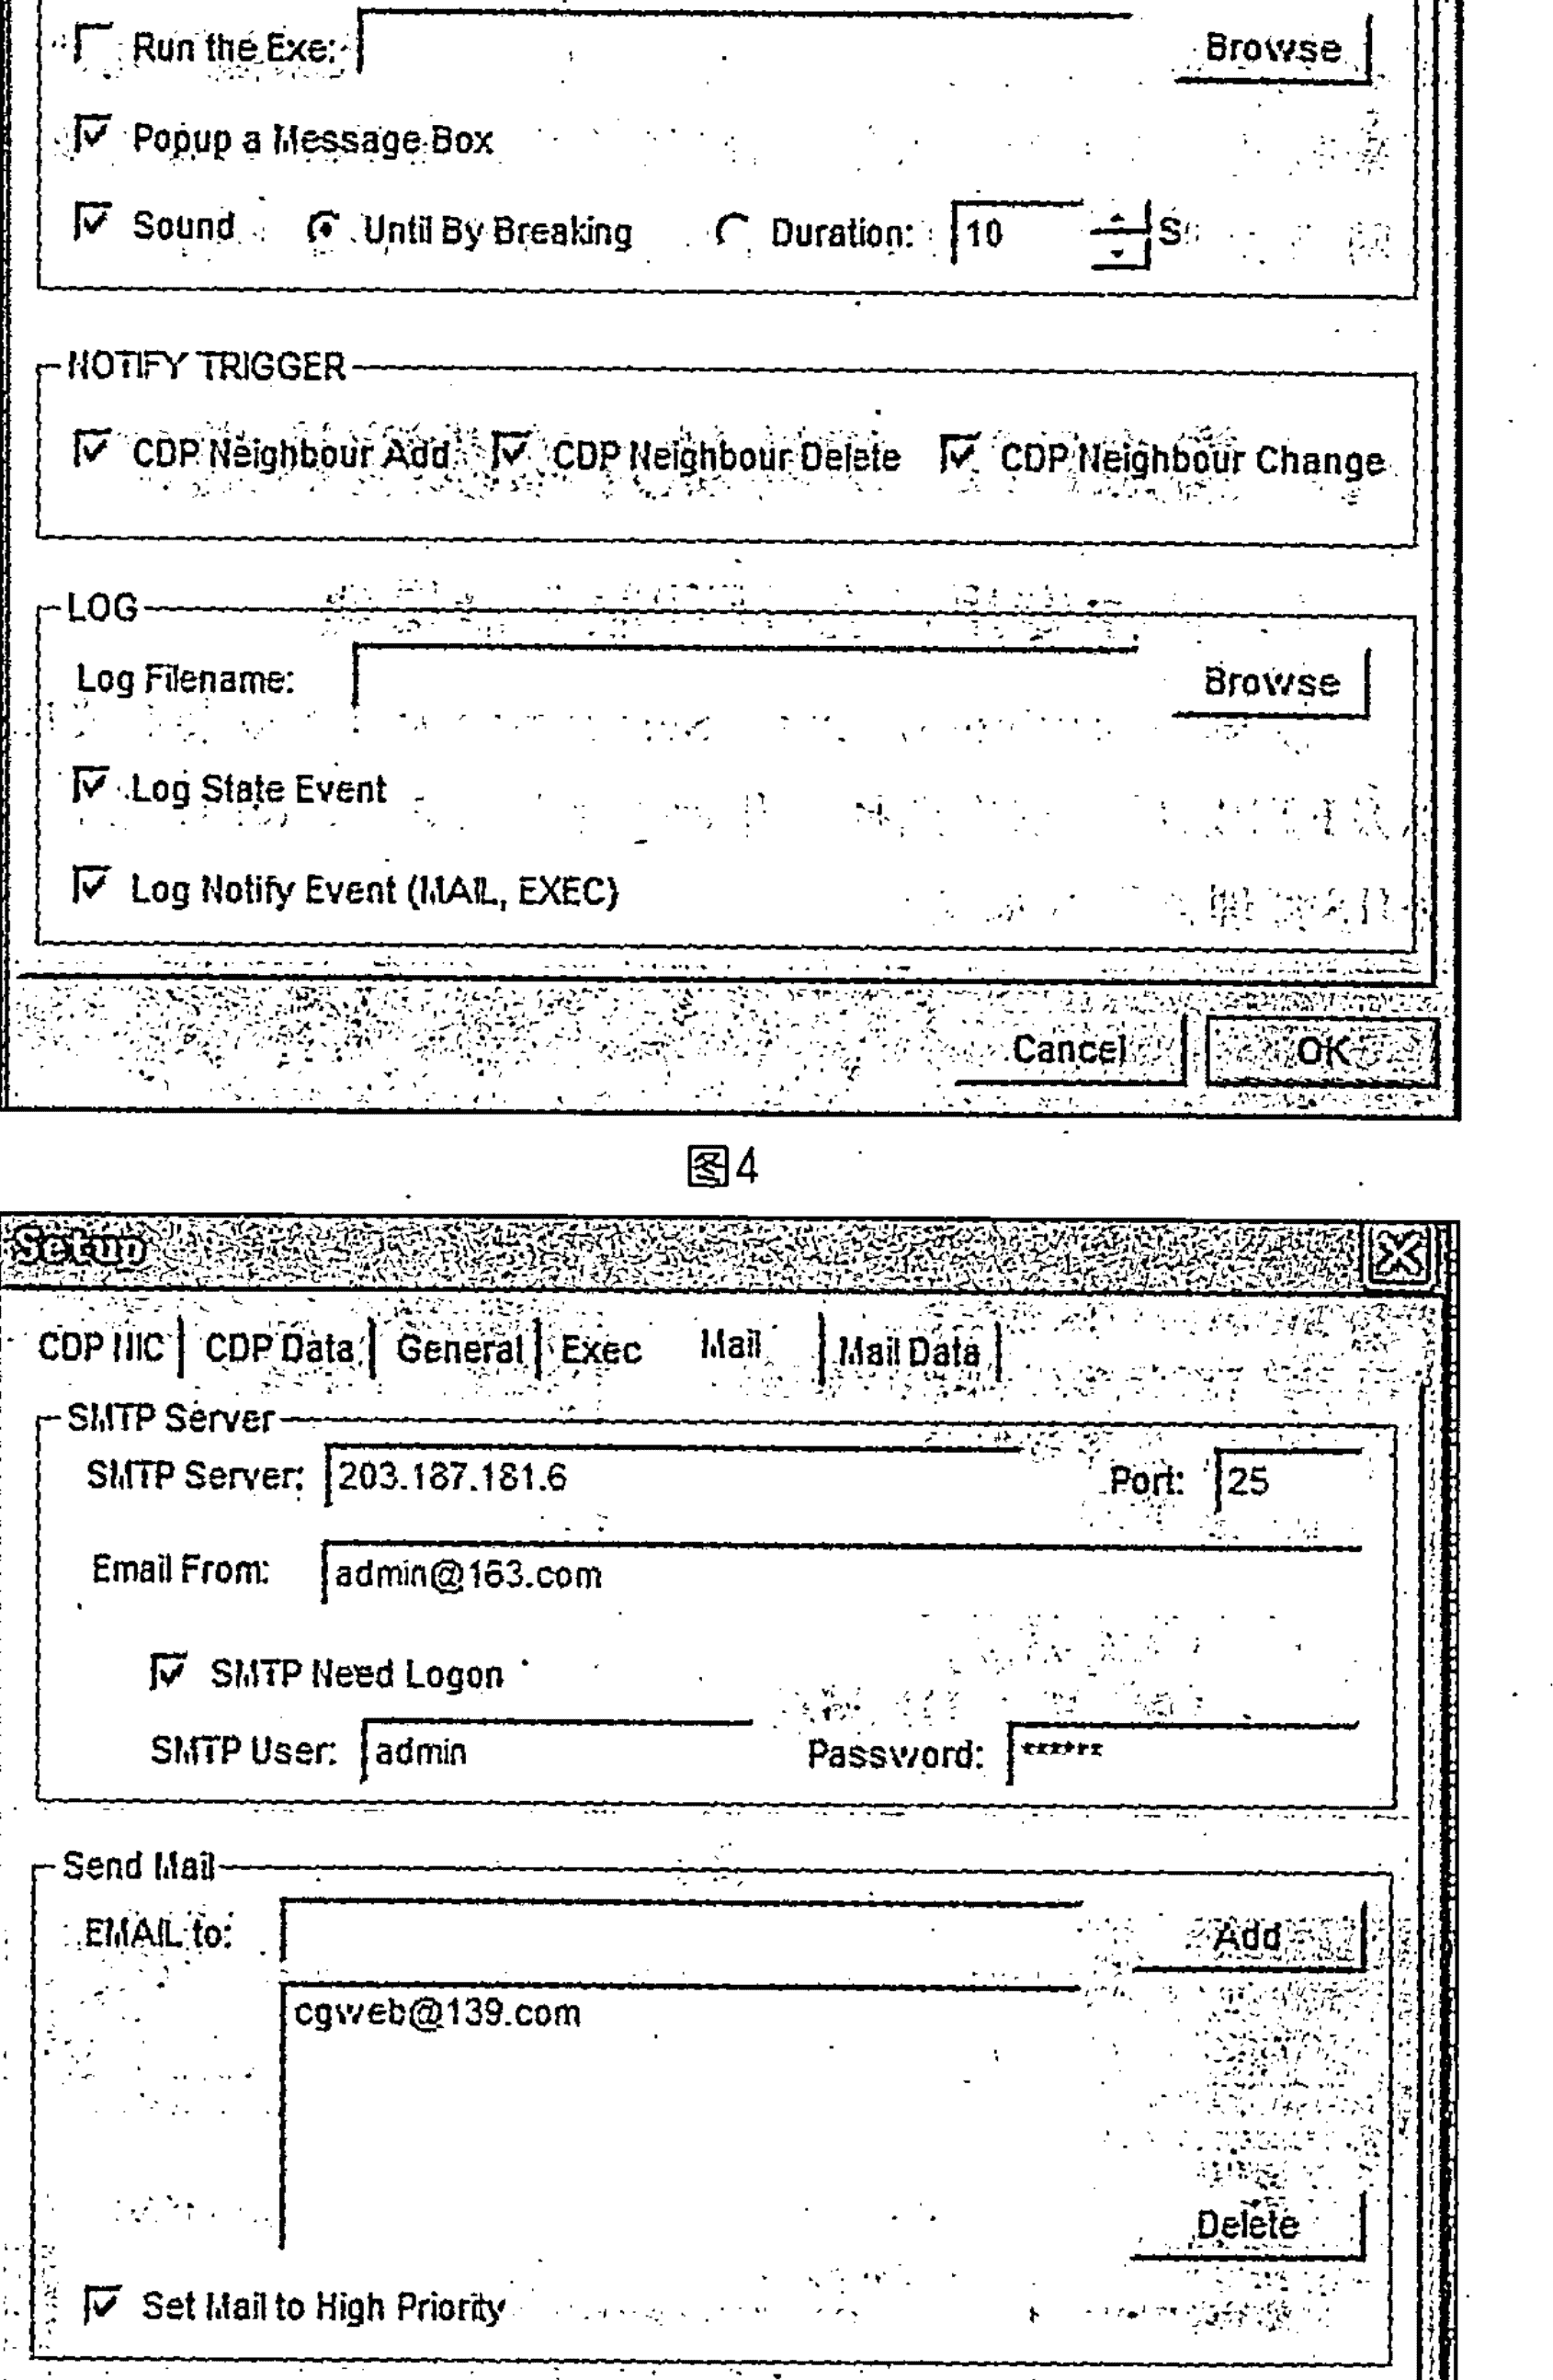 Run the Exe: Browse
Popup a Message Box
Sound Until By Breaking Duration: 10 S
NOTIFY TRIGGER
CDP Neighbour Add CDP Neighbour Delete CDP Neighbour Change
LOG
Log Filename: Browse
Log State Event
Log Notify Event (MAIL, EXEC)
Cancel OK
图4
Setup
CDP NIC CDP Data General Exec Mail Mail Data
SMTP Server
SMTP Server: 203.187.181.6 Port: 25
Email From: admin@163.com
SMTP Need Logon
SMTP User: admin Password: ******
Send Mail
EMAIL to: Add
cgweb@139.com
Delete
Set Mail to High Priority